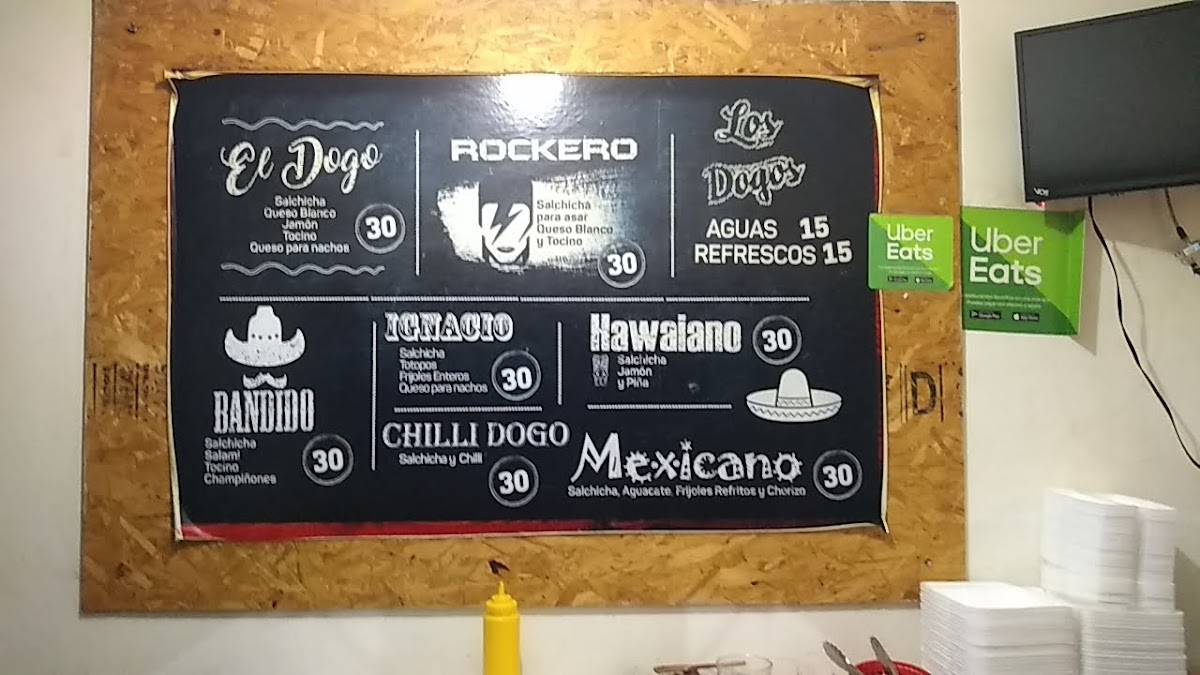 El Dogo
Salchicha
Queso Blanco
Jamón
Tocino
Queso para nachos
30
ROCKERO
Salchicha
para asar
Queso Blanco
y Tocino
30
Los
Dogos
AGUAS 15
REFRESCOS 15
BANDIDO
Salchicha
Salami
Tocino
Champiñones
30
IGNACIO
Salchicha
Totopos
Frijoles Enteros
Queso para nachos
30
CHILLI DOGO
Salchicha y Chilli
30
Hawaiano
30
Salchicha
Jamón
y Piña
Mexicano
30
Salchicha, Aguacate, Frijoles Refritos y Chorizo
Uber
Eats
Uber
Eats
Google Play
D